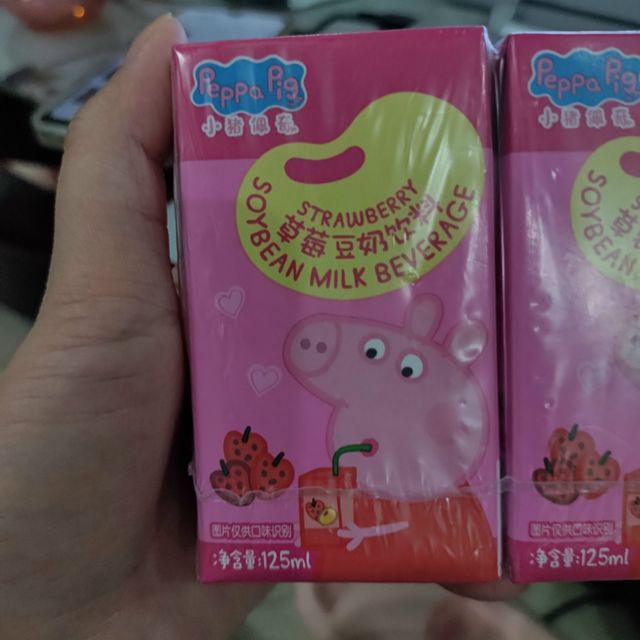 Peppa Pig
小猪佩奇
STRAWBERRY
草莓豆奶饮料
SOYBEAN MILK BEVERAGE
图片仅供口味识别
净含量:125ml
Peppa Pig
小猪佩奇
SOYBEAN MILK
图片仅供口味识别
净含量:125ml